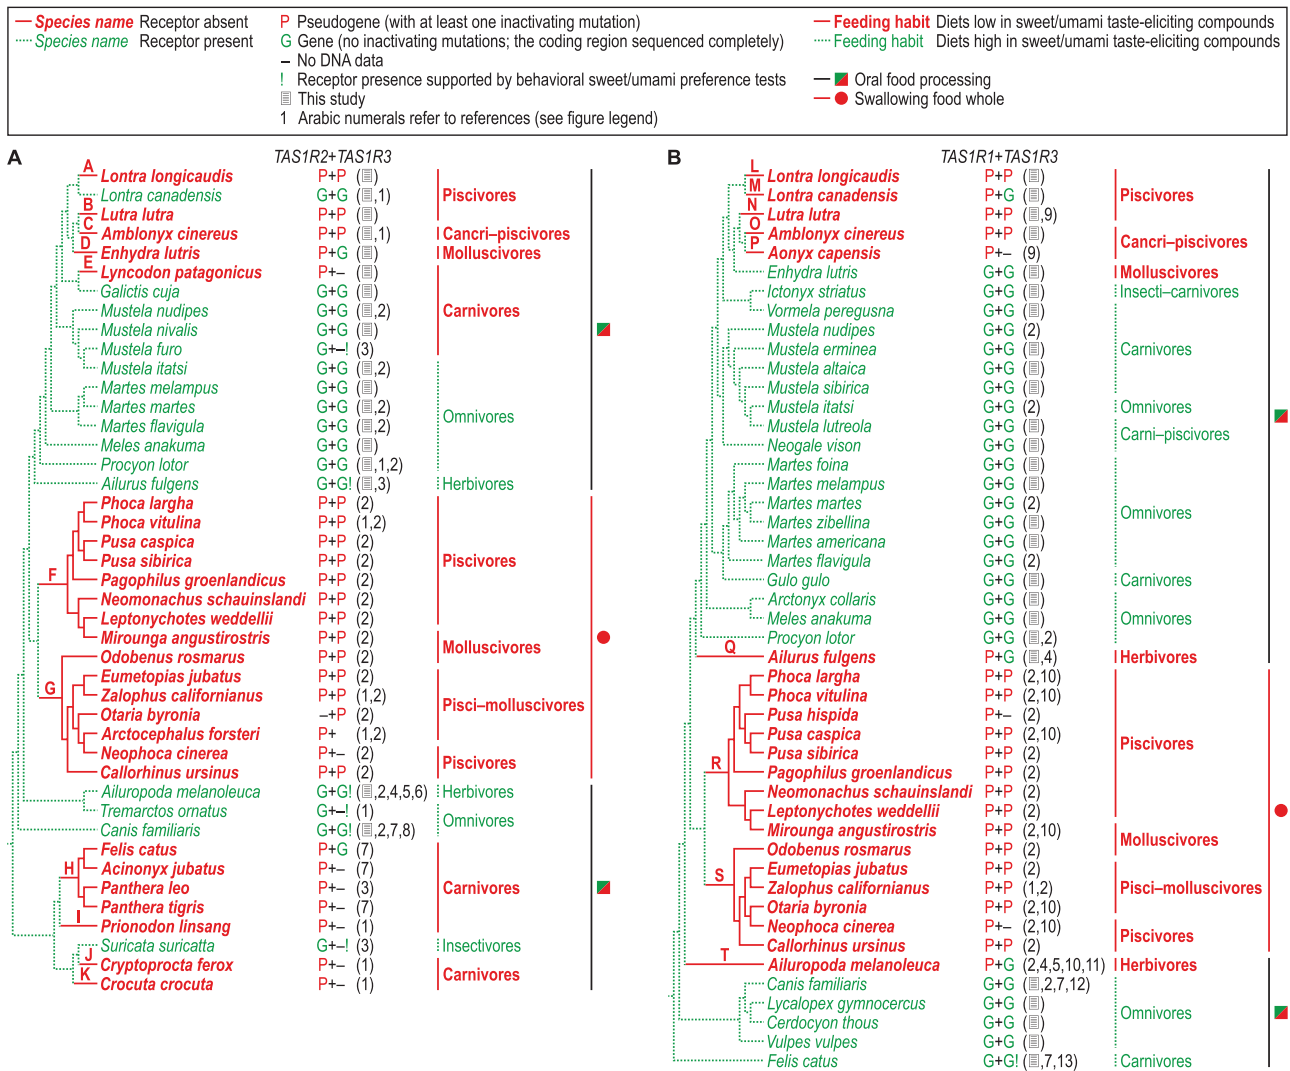 Species name Receptor absent P Pseudogene (with at least one inactivating mutation) Feeding habit Diets low in sweet/umami taste-eliciting compounds
Species name Receptor present G Gene (no inactivating mutations; the coding region sequenced completely) Feeding habit Diets high in sweet/umami taste-eliciting compounds
– No DNA data
! Receptor presence supported by behavioral sweet/umami preference tests Oral food processing
This study Swallowing food whole
1 Arabic numerals refer to references (see figure legend)
A TAS1R2+TAS1R3
A Lontra longicaudis P+P ( )
Lontra canadensis G+G ( ,1) Piscivores
B Lutra lutra P+P ( )
C Amblonyx cinereus P+P ( ,1) Cancri–piscivores
D Enhydra lutris P+G ( ) Molluscivores
E Lyncodon patagonicus P+– ( )
Galictis cuja G+G ( )
Mustela nudipes G+G ( ,2) Carnivores
Mustela nivalis G+G ( )
Mustela furo G+–! (3)
Mustela itatsi G+G ( ,2)
Martes melampus G+G ( )
Martes martes G+G ( ,2) Omnivores
Martes flavigula G+G ( ,2)
Meles anakuma G+G ( )
Procyon lotor G+G ( ,1,2)
Ailurus fulgens G+G! ( ,3) Herbivores
Phoca largha P+P (2)
Phoca vitulina P+P (1,2)
Pusa caspica P+P (2)
Pusa sibirica P+P (2) Piscivores
F Pagophilus groenlandicus P+P (2)
Neomonachus schauinslandi P+P (2)
Leptonychotes weddellii P+P (2)
Mirounga angustirostris P+P (2) Molluscivores
Odobenus rosmarus P+P (2)
G Eumetopias jubatus P+P (2)
Zalophus californianus P+P (1,2) Pisci–molluscivores
Otaria byronia –+P (2)
Arctocephalus forsteri P+ (1,2)
Neophoca cinerea P+– (2) Piscivores
Callorhinus ursinus P+P (2)
Ailuropoda melanoleuca G+G! ( ,2,4,5,6) Herbivores
Tremarctos ornatus G+–! (1) Omnivores
Canis familiaris G+G! ( ,2,7,8)
Felis catus P+G (7)
H Acinonyx jubatus P+– (7)
Panthera leo P+– (3) Carnivores
Panthera tigris P+– (7)
I Prionodon linsang P+– (1)
Suricata suricatta G+–! (3) Insectivores
J Cryptoprocta ferox P+– (1) Carnivores
K Crocuta crocuta P+– (1)
B TAS1R1+TAS1R3
L Lontra longicaudis P+P ( )
M Lontra canadensis P+G ( ) Piscivores
N Lutra lutra P+P ( ,9)
O Amblonyx cinereus P+P ( ) Cancri–piscivores
P Aonyx capensis P+– (9)
Enhydra lutris G+G ( ) Molluscivores
Ictonyx striatus G+G ( ) Insecti–carnivores
Vormela peregusna G+G ( )
Mustela nudipes G+G (2)
Mustela erminea G+G ( ) Carnivores
Mustela altaica G+G ( )
Mustela sibirica G+G ( )
Mustela itatsi G+G (2) Omnivores
Mustela lutreola G+G ( ) Carni–piscivores
Neogale vison G+G ( )
Martes foina G+G ( )
Martes melampus G+G ( )
Martes martes G+G (2) Omnivores
Martes zibellina G+G ( )
Martes americana G+G ( )
Martes flavigula G+G (2)
Gulo gulo G+G ( ) Carnivores
Arctonyx collaris G+G ( )
Meles anakuma G+G ( ) Omnivores
Procyon lotor G+G ( ,2)
Q Ailurus fulgens P+G ( ,4) Herbivores
Phoca largha P+P (2,10)
Phoca vitulina P+P (2,10)
Pusa hispida P+– (2)
Pusa caspica P+P (2,10) Piscivores
Pusa sibirica P+P (2)
R Pagophilus groenlandicus P+P (2)
Neomonachus schauinslandi P+P (2)
Leptonychotes weddellii P+P (2)
Mirounga angustirostris P+P (2,10) Molluscivores
Odobenus rosmarus P+P (2)
S Eumetopias jubatus P+P (2)
Zalophus californianus P+P (1,2) Pisci–molluscivores
Otaria byronia P+P (2,10)
Neophoca cinerea P+– (2,10) Piscivores
Callorhinus ursinus P+P (2)
T Ailuropoda melanoleuca P+G (2,4,5,10,11) Herbivores
Canis familiaris G+G ( ,2,7,12)
Lycalopex gymnocercus G+G ( ) Omnivores
Cerdocyon thous G+G ( )
Vulpes vulpes G+G ( )
Felis catus G+G! ( ,7,13) Carnivores